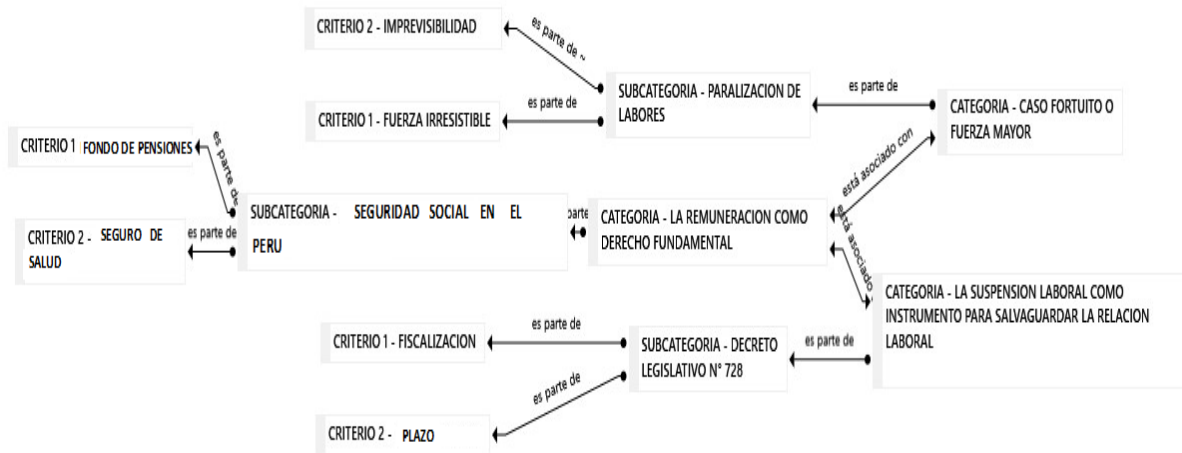 CRITERIO 2 - IMPREVISIBILIDAD
es parte de ~
SUBCATEGORIA - PARALIZACION DE
LABORES
es parte de
CATEGORIA - CASO FORTUITO O
FUERZA MAYOR
CRITERIO 1 - FUERZA IRRESISTIBLE
es parte de
CRITERIO 1 FONDO DE PENSIONES
es parte de
está asociado con
SUBCATEGORIA - SEGURIDAD SOCIAL EN EL
PERU
parte
CATEGORIA - LA REMUNERACION COMO
DERECHO FUNDAMENTAL
CRITERIO 2 - SEGURO DE
SALUD
es parte de
está asociado
CATEGORIA - LA SUSPENSION LABORAL COMO
INSTRUMENTO PARA SALVAGUARDAR LA RELACION
LABORAL
CRITERIO 1 - FISCALIZACION
es parte de
SUBCATEGORIA - DECRETO
LEGISLATIVO N° 728
es parte de
es parte de
CRITERIO 2 - PLAZO